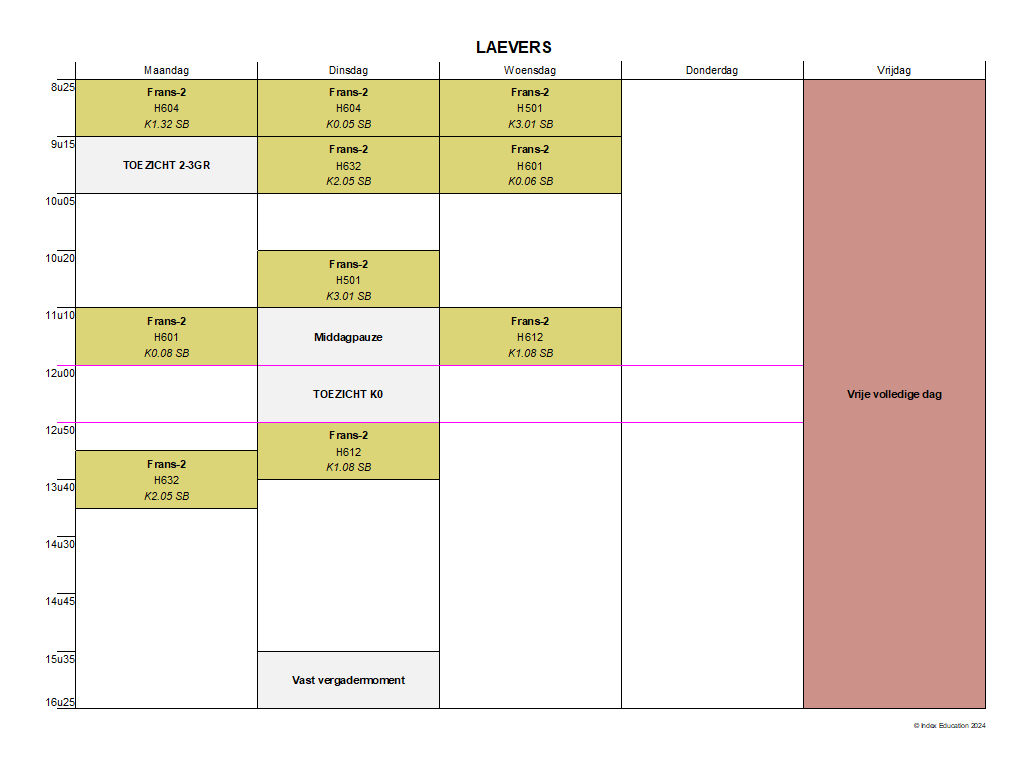 LAEVERS
Maandag Dinsdag Woensdag Donderdag Vrijdag
8u25
Frans-2 Frans-2 Frans-2
H604 H604 H501
K1.32 SB K0.05 SB K3.01 SB
9u15
TOEZICHT 2-3GR
Frans-2 Frans-2
H632 H601
K2.05 SB K0.06 SB
10u05
10u20
Frans-2
H501
K3.01 SB
11u10
Frans-2 Frans-2
H601 Middagpauze H612
K0.08 SB K1.08 SB
12u00
TOEZICHT K0 Vrije volledige dag
12u50
Frans-2
H612
K1.08 SB
Frans-2
H632
K2.05 SB
13u40
14u30
14u45
15u35
Vast vergadermoment
16u25
© Index Education 2024